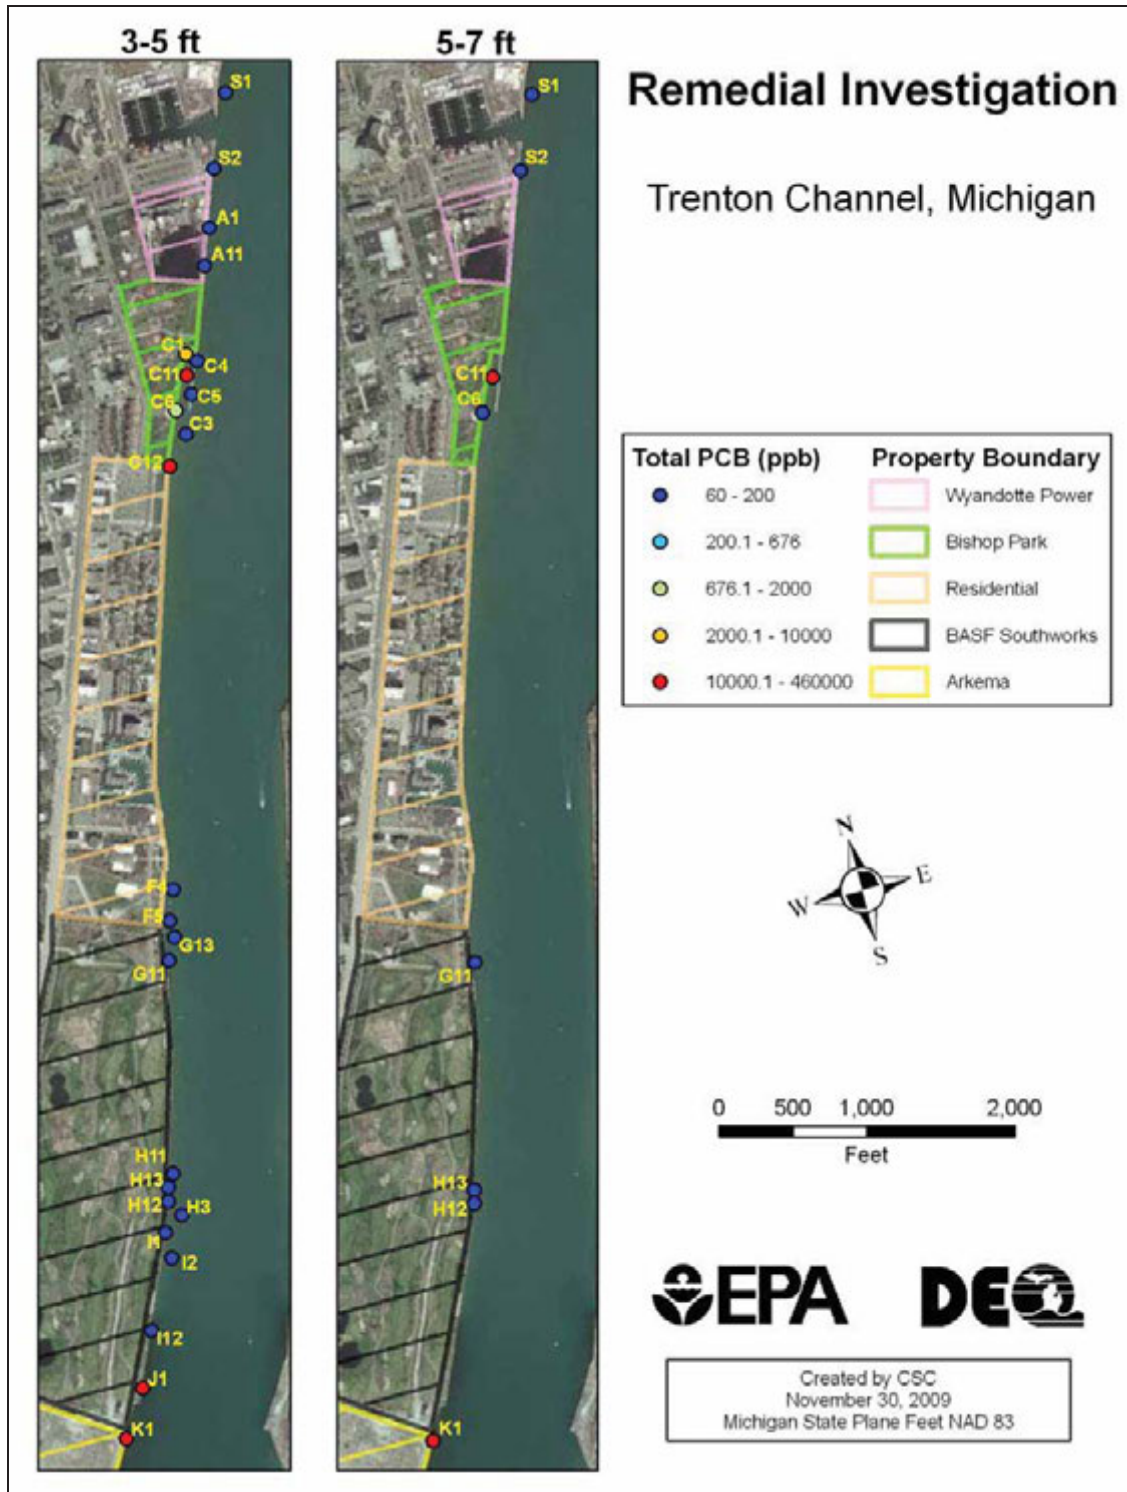 3-5 ft
5-7 ft
Remedial Investigation
Trenton Channel, Michigan
S1
S2
A1
A11
C1
C4
C11
C5
C6
C3
C12
F4
F5
G13
G11
H11
H13
H12
H3
I1
I2
I12
J1
K1
S1
S2
C11
C6
G11
H13
H12
K1
Total PCB (ppb)
60 - 200
200.1 - 676
676.1 - 2000
2000.1 - 10000
10000.1 - 460000
Property Boundary
Wyandotte Power
Bishop Park
Residential
BASF Southworks
Arkema
N
E
W
S
0 500 1,000 2,000
Feet
EPA
DEQ
Created by CSC
November 30, 2009
Michigan State Plane Feet NAD 83